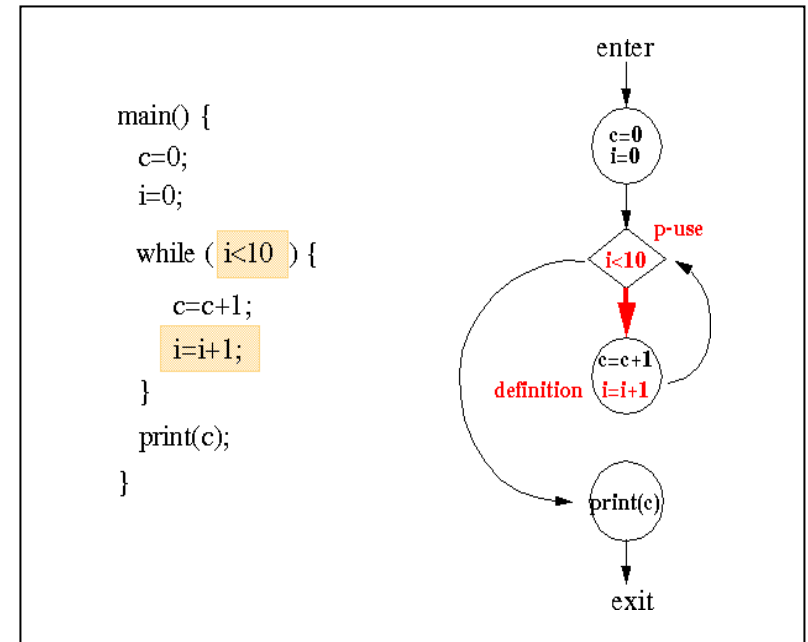 main() {
c=0;
i=0;
while ( i<10 ) {
c=c+1;
i=i+1;
}
print(c);
}
enter
c=0
i=0
p-use
i<10
c=c+1
definition i=i+1
print(c)
exit